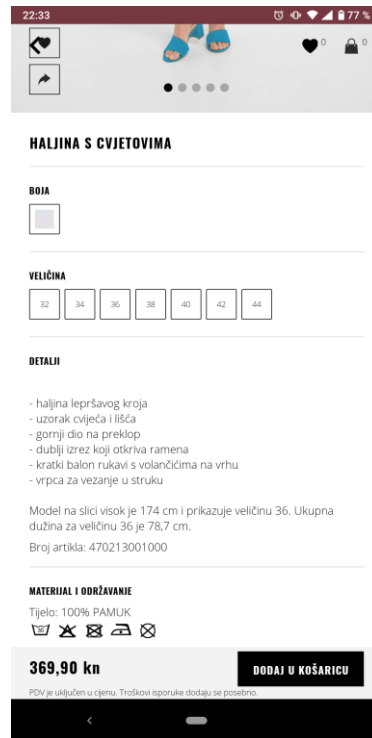 22:33
77 %
0
0
HALJINA S CVJETOVIMA
BOJA
VELIČINA
32 34 36 38 40 42 44
DETALJI
- haljina lepršavog kroja
- uzorak cvijeća i lišća
- gornji dio na preklop
- dublji izrez koji otkriva ramena
- kratki balon rukavi s volančićima na vrhu
- vrpca za vezanje u struku
Model na slici visok je 174 cm i prikazuje veličinu 36. Ukupna
dužina za veličinu 36 je 78,7 cm.
Broj artikla: 470213001000
MATERIJAL I ODRŽAVANJE
Tijelo: 100% PAMUK
369,90 kn
DODAJ U KOŠARICU
PDV je uključen u cijenu. Troškovi isporuke dodaju se posebno.